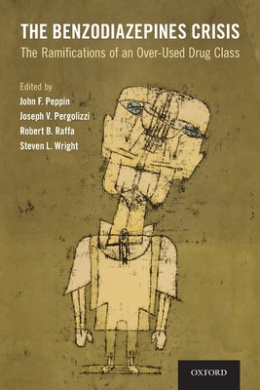 THE BENZODIAZEPINES CRISIS
The Ramifications of an Over-Used Drug Class
Edited by
John F. Peppin
Joseph V. Pergolizzi
Robert B. Raffa
Steven L. Wright
OXFORD